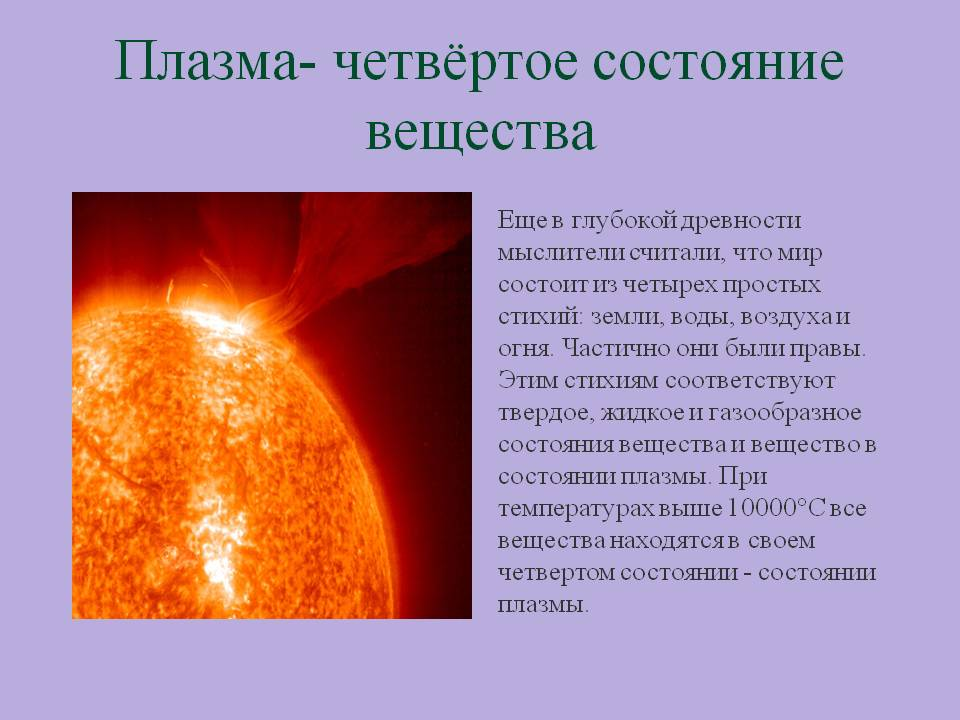 Плазма- четвёртое состояние
вещества
Еще в глубокой древности
мыслители считали, что мир
состоит из четырех простых
стихий: земли, воды, воздуха и
огня. Частично они были правы.
Этим стихиям соответствуют
твердое, жидкое и газообразное
состояния вещества и вещество в
состоянии плазмы. При
температурах выше 10000°С все
вещества находятся в своем
четвертом состоянии - состоянии
плазмы.